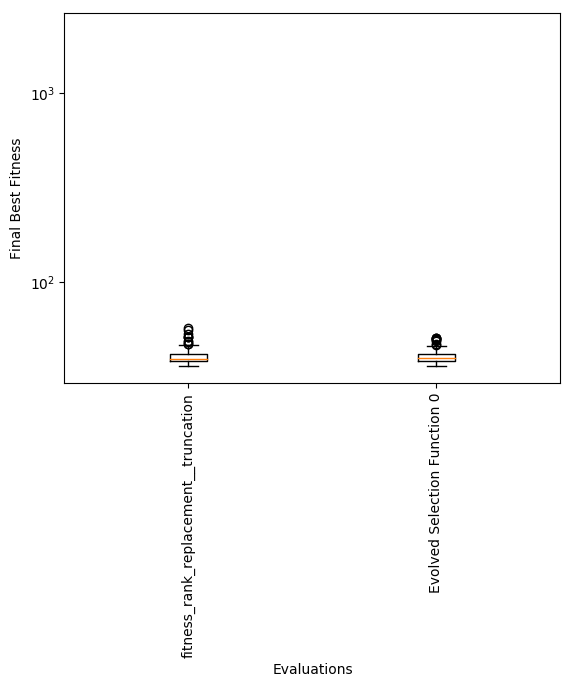 Final Best Fitness
10³
10²
fitness_rank_replacement__truncation
Evolved Selection Function 0
Evaluations